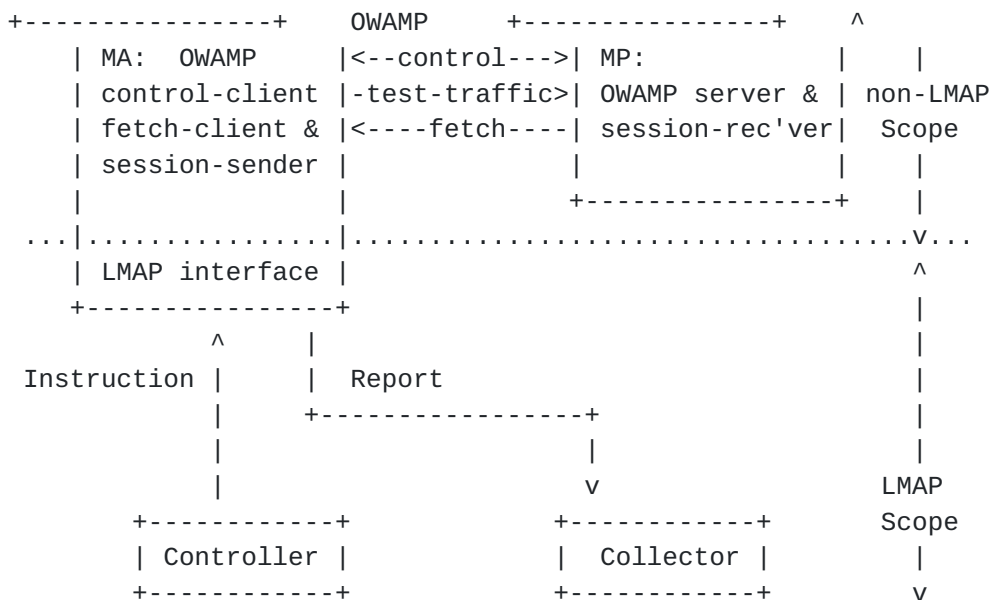 +----------------+    OWAMP     +----------------+    ^
    | MA:  OWAMP     |<--control--->| MP:            |    |
    | control-client |-test-traffic>| OWAMP server & | non-LMAP
    | fetch-client & |<----fetch----| session-rec'ver|  Scope
    | session-sender |              |                |    |
    |                |              +----------------+    |
 ...|................|....................................v...
    | LMAP interface |                                    ^
    +----------------+                                    |
             ^     |                                      |
 Instruction |     |  Report                              |
             |     +-----------------+                    |
             |                       |                    |
             |                       v                  LMAP
        +------------+             +------------+       Scope
        | Controller |             |  Collector |         |
        +------------+             +------------+         v